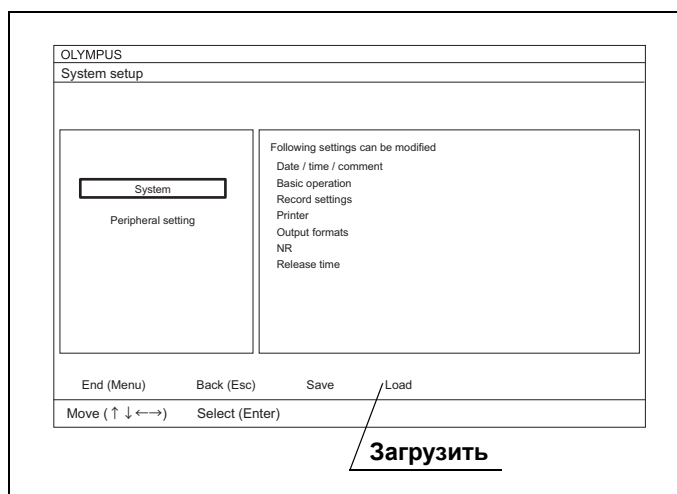 OLYMPUS
System setup
System
Peripheral setting
Following settings can be modified
Date / time / comment
Basic operation
Record settings
Printer
Output formats
NR
Release time
End (Menu) Back (Esc) Save Load
Move (↑↓←→) Select (Enter)
Загрузить